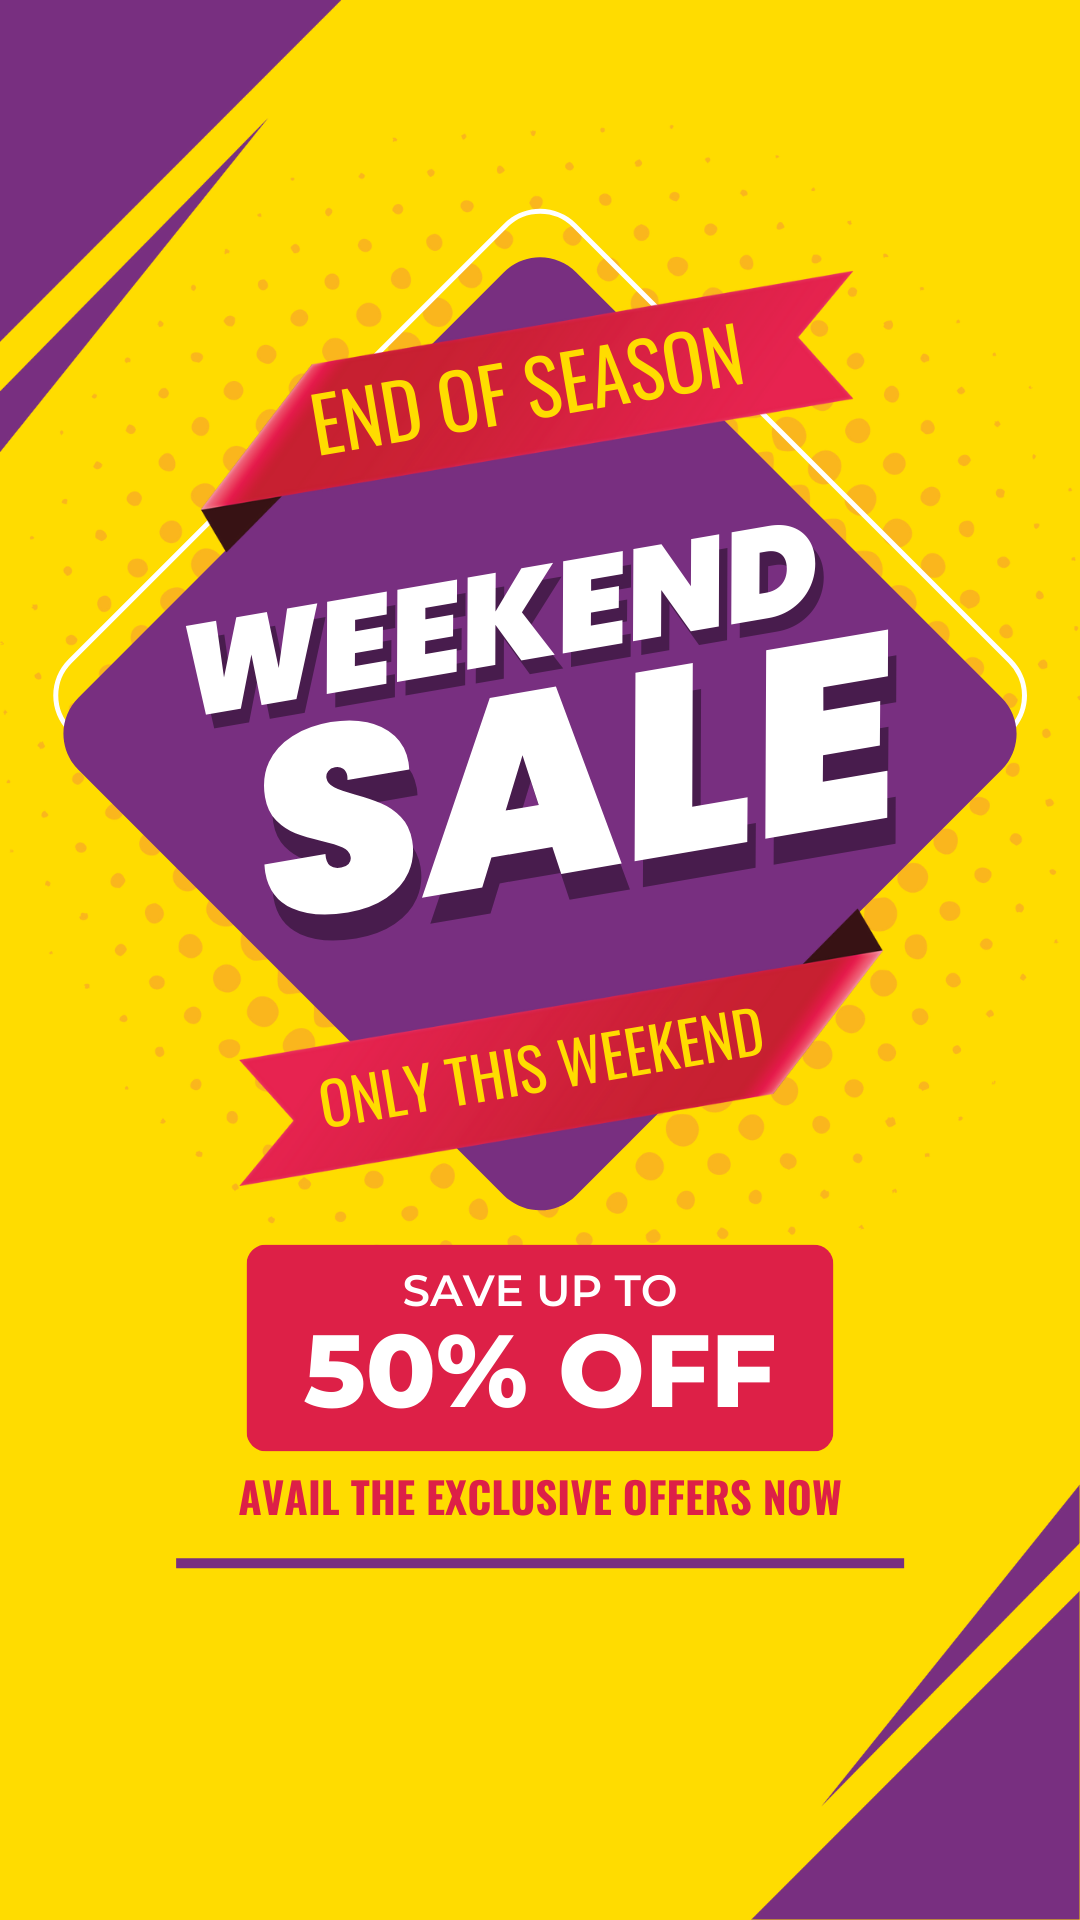 END OF SEASON
WEEKEND
SALE
ONLY THIS WEEKEND
SAVE UP TO
50% OFF
AVAIL THE EXCLUSIVE OFFERS NOW